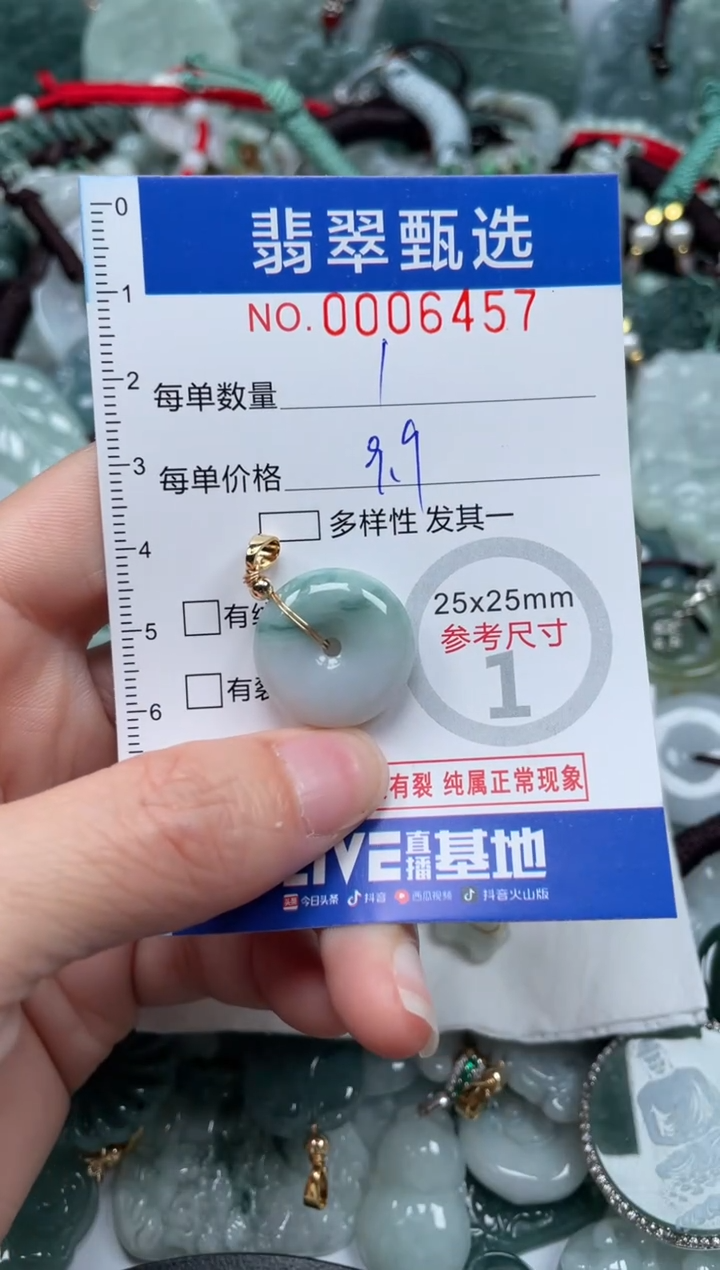 0
翡翠甄选
1
NO.0006457
2
每单数量 1
3
每单价格 9.9
多样性 发其一
4
25x25mm
5
有
参考尺寸
1
有裂
6
有裂 纯属正常现象
LIVE直播基地
头条 今日头条 抖音 西瓜视频 抖音火山版